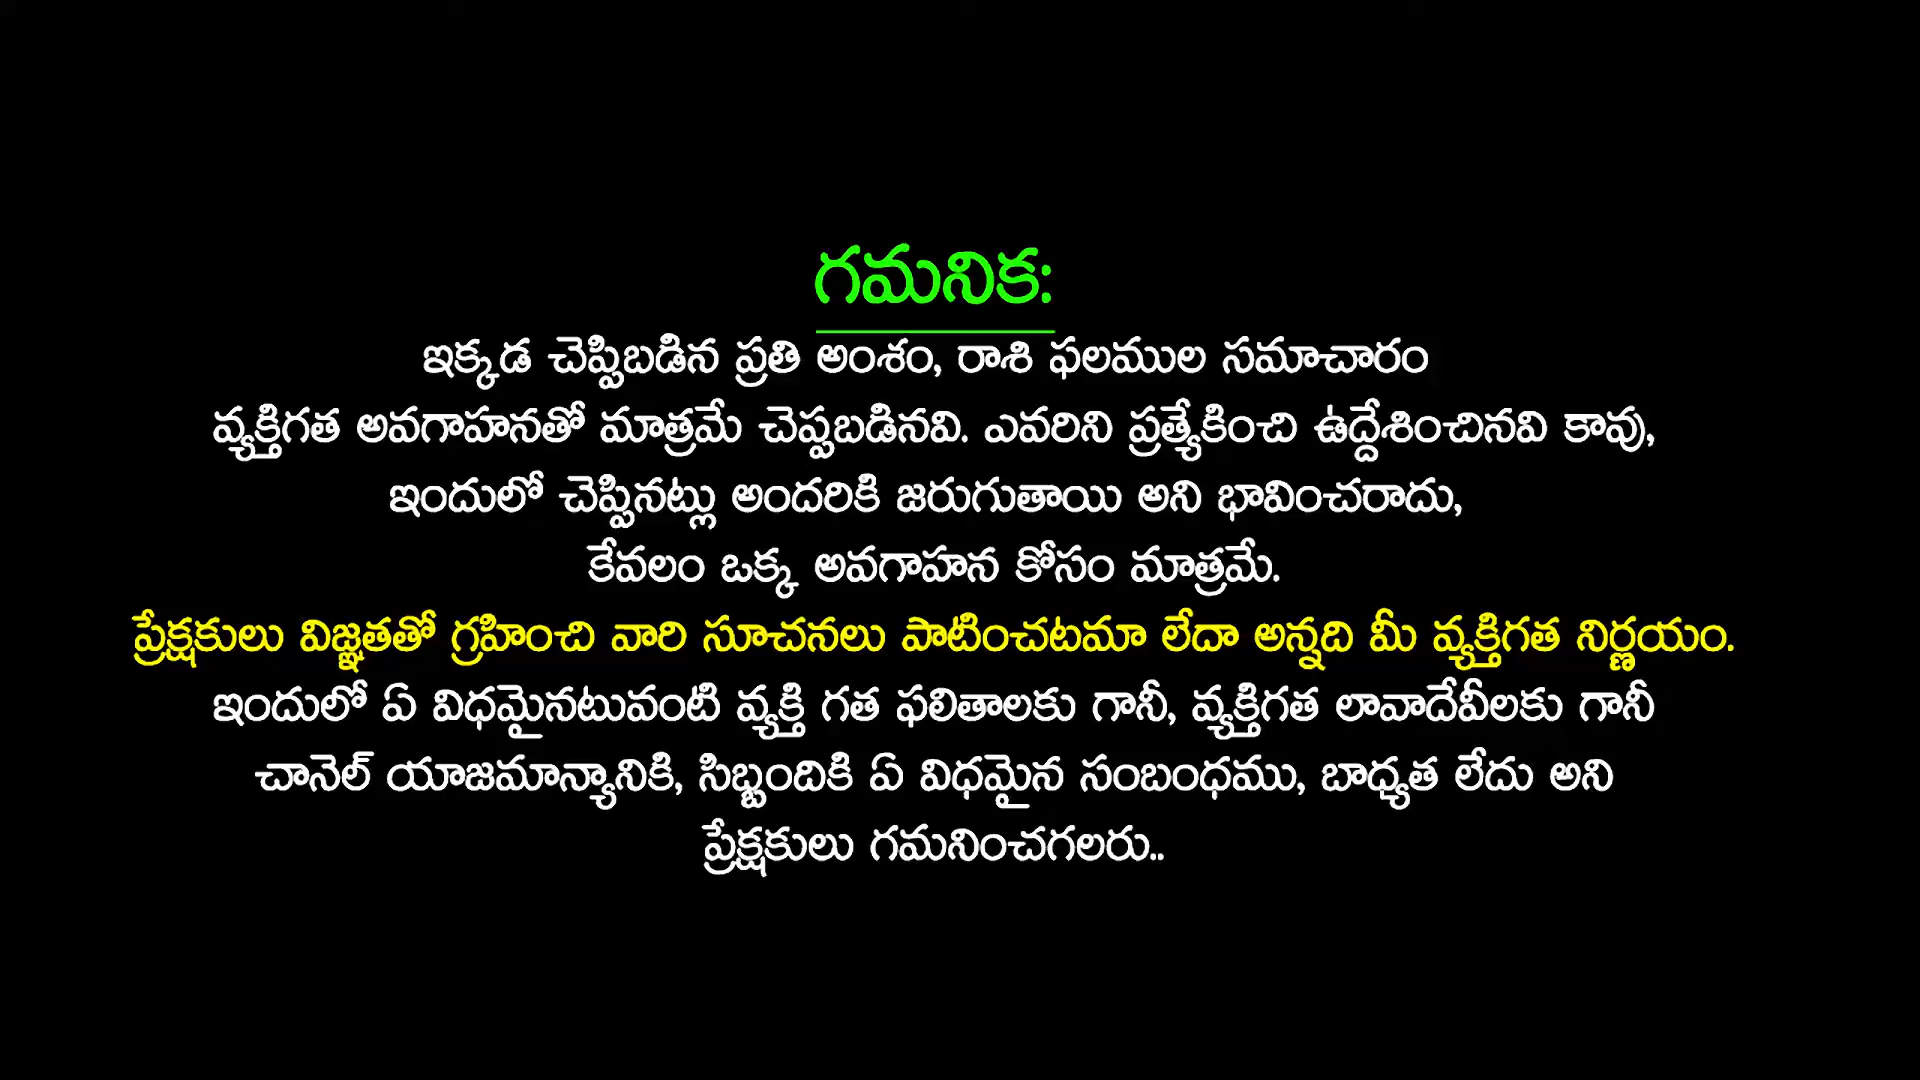 గమనిక:
ఇక్కడ చెప్పిబడిన ప్రతి అంశం, రాశి ఫలముల సమాచారం
వ్యక్తిగత అవగాహనతో మాత్రమే చెప్పబడినవి. ఎవరిని ప్రత్యేకించి ఉద్దేశించినవి కావు,
ఇందులో చెప్పినట్లు అందరికి జరుగుతాయి అని భావించరాదు,
కేవలం ఒక్క అవగాహన కోసం మాత్రమే.
ప్రేక్షకులు విజ్ఞతతో గ్రహించి వారి సూచనలు పాటించటమా లేదా అన్నది మీ వ్యక్తిగత నిర్ణయం.
ఇందులో ఏ విధమైనటువంటి వ్యక్తి గత ఫలితాలకు గానీ, వ్యక్తిగత లావాదేవీలకు గానీ
చానెల్ యాజమాన్యానికి, సిబ్బందికి ఏ విధమైన సంబంధము, బాధ్యత లేదు అని
ప్రేక్షకులు గమనించగలరు..